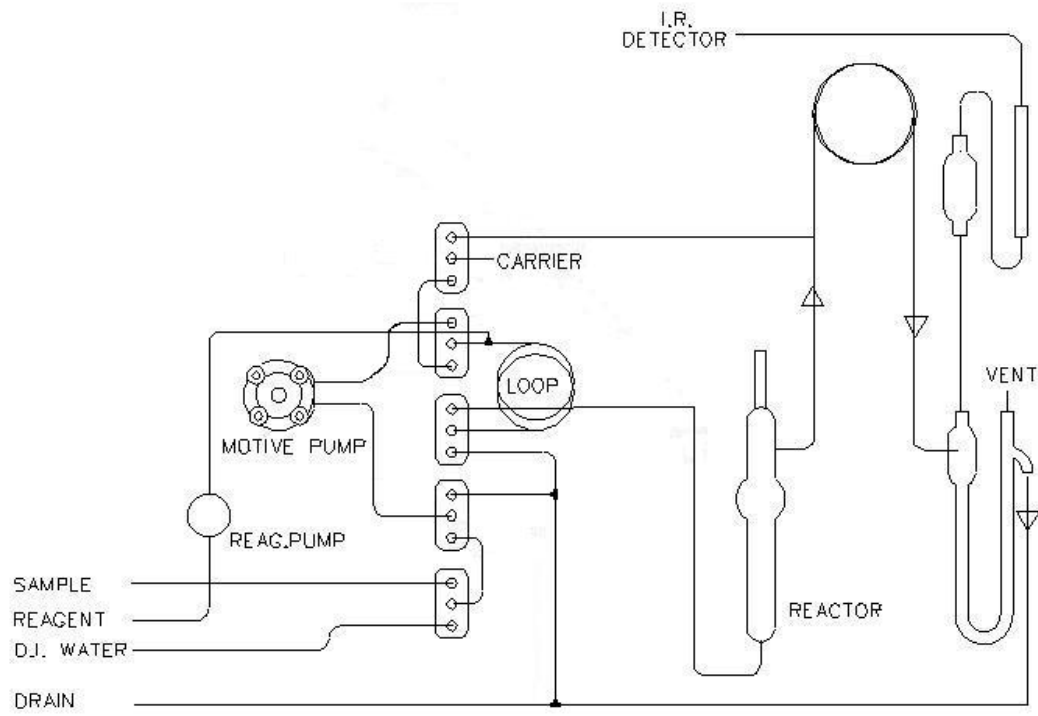 I.R.
DETECTOR
CARRIER
LOOP
VENT
MOTIVE PUMP
REAG.PUMP
SAMPLE
REACTOR
REAGENT
D.I. WATER
DRAIN